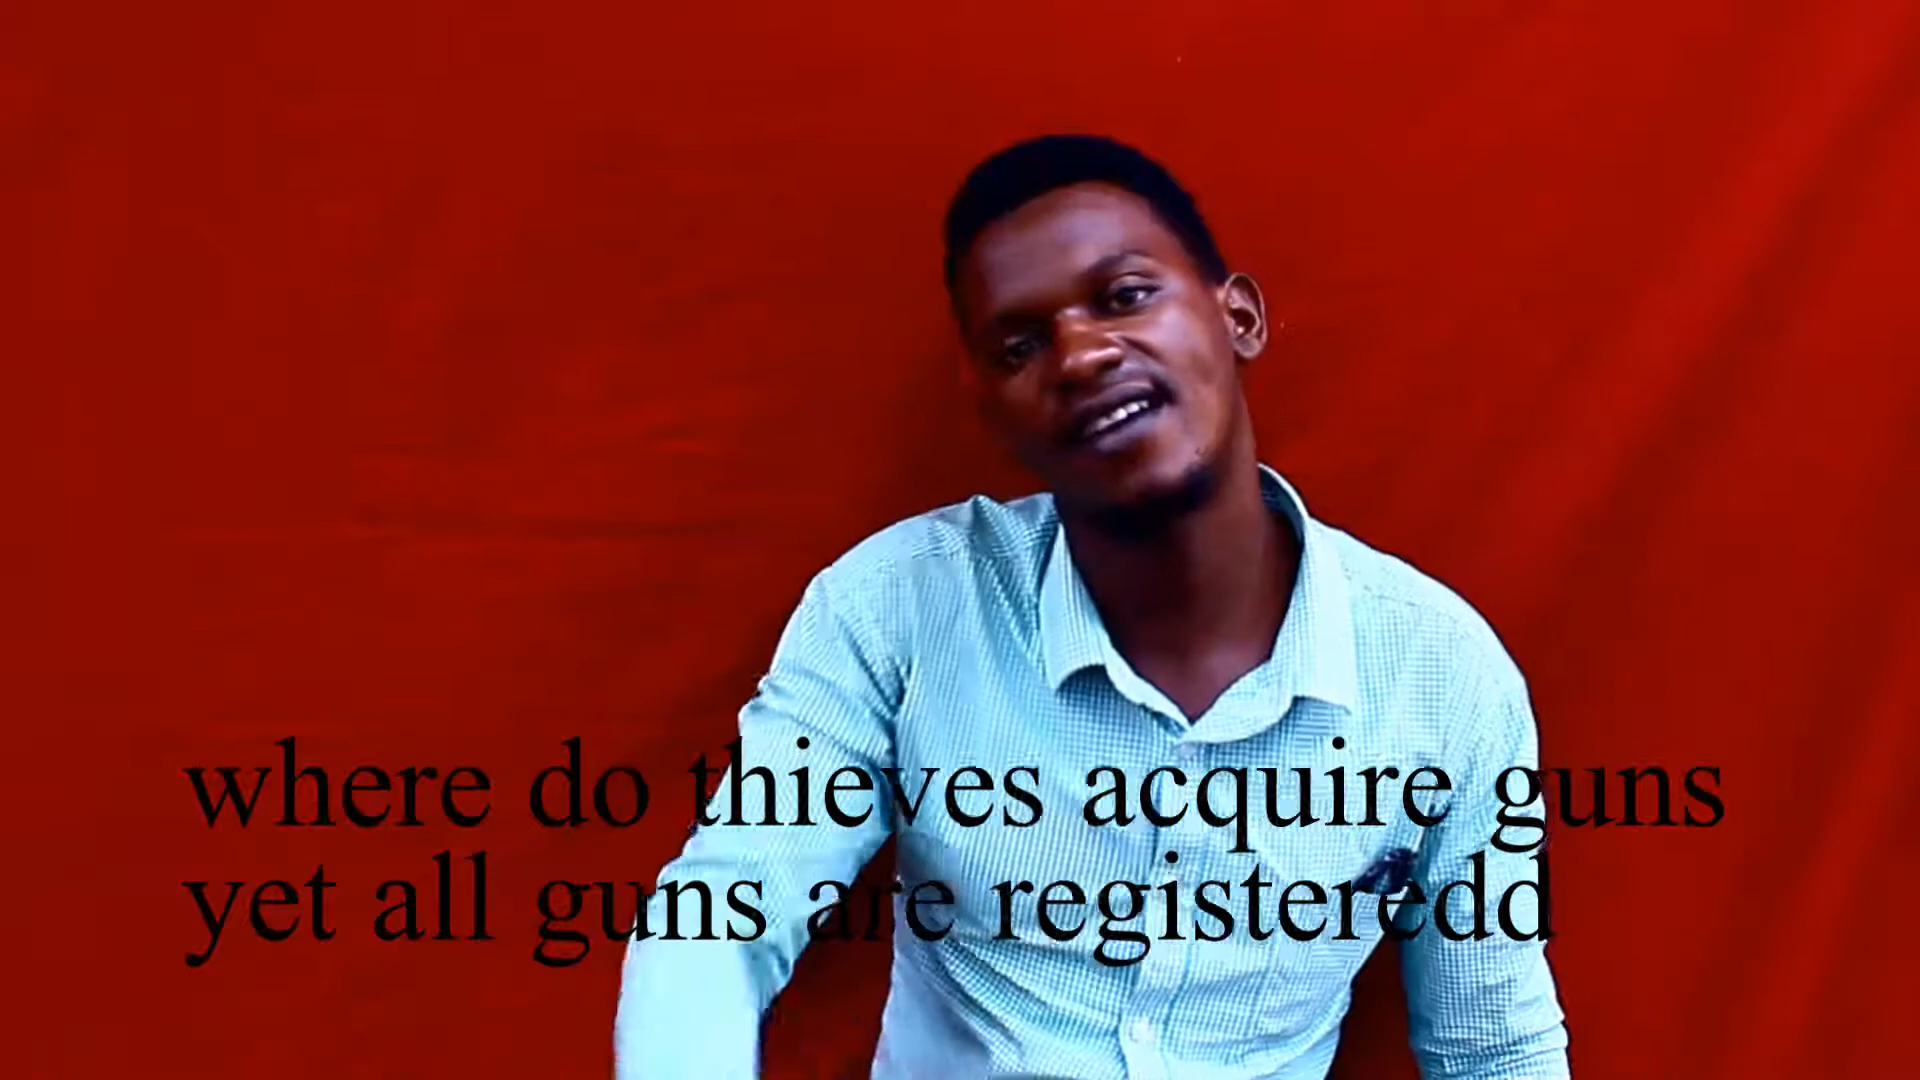 where do thieves acquire guns
yet all guns are registeredd